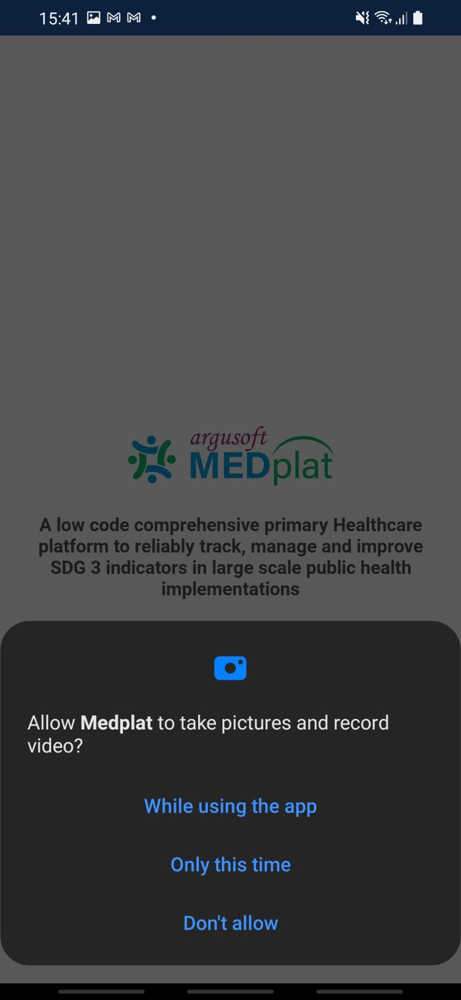 15:41
argusoft
MEDplat
A low code comprehensive primary Healthcare
platform to reliably track, manage and improve
SDG 3 indicators in large scale public health
implementations
Allow Medplat to take pictures and record
video?
While using the app
Only this time
Don't allow